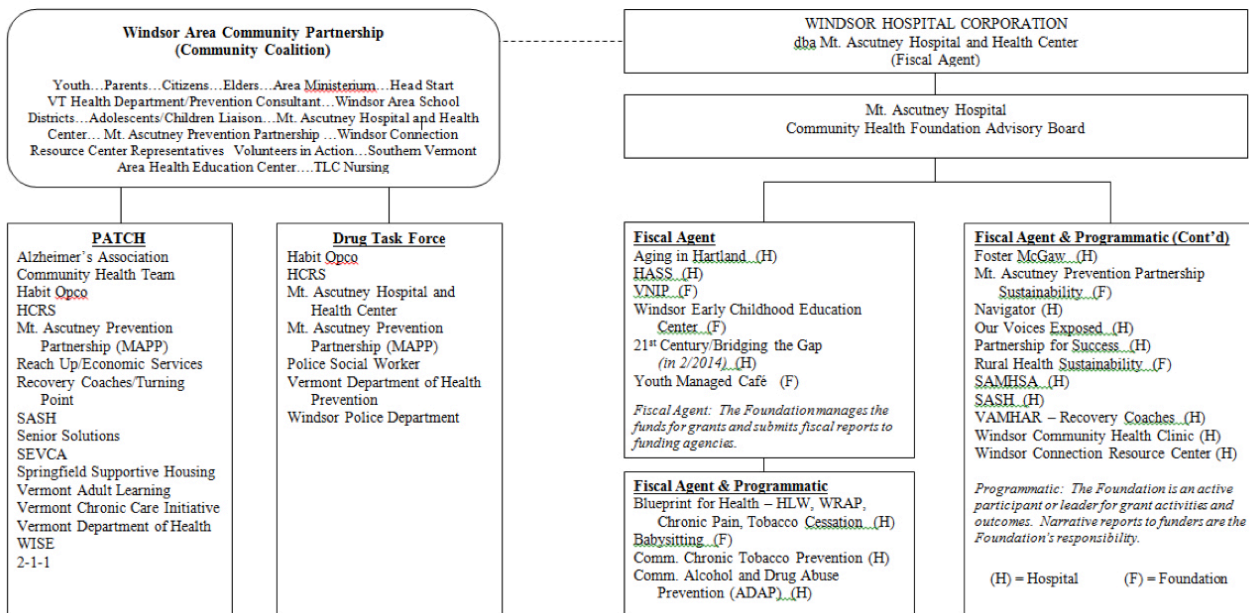 Windsor Area Community Partnership
(Community Coalition)
Youth…Parents…Citizens…Elders…Area Ministerium…Head Start
VT Health Department/Prevention Consultant…Windsor Area School
Districts…Adolescents/Children Liaison…Mt. Ascutney Hospital and Health
Center… Mt. Ascutney Prevention Partnership …Windsor Connection
Resource Center Representatives Volunteers in Action…Southern Vermont
Area Health Education Center….TLC Nursing
WINDSOR HOSPITAL CORPORATION
dba Mt. Ascutney Hospital and Health Center
(Fiscal Agent)
Mt. Ascutney Hospital
Community Health Foundation Advisory Board
PATCH
Alzheimer's Association
Community Health Team
Habit Opco
HCRS
Mt. Ascutney Prevention
Partnership (MAPP)
Reach Up/Economic Services
Recovery Coaches/Turning
Point
SASH
Senior Solutions
SEVCA
Springfield Supportive Housing
Vermont Adult Learning
Vermont Chronic Care Initiative
Vermont Department of Health
WISE
2-1-1
Drug Task Force
Habit Opco
HCRS
Mt. Ascutney Hospital and
Health Center
Mt. Ascutney Prevention
Partnership (MAPP)
Police Social Worker
Vermont Department of Health
Prevention
Windsor Police Department
Fiscal Agent
Aging in Hartland (H)
HASS (H)
VNIP (F)
Windsor Early Childhood Education
Center (F)
21st Century/Bridging the Gap
(in 2/2014) (H)
Youth Managed Café (F)
Fiscal Agent: The Foundation manages the
funds for grants and submits fiscal reports to
funding agencies.
Fiscal Agent & Programmatic
Blueprint for Health – HLW, WRAP,
Chronic Pain, Tobacco Cessation (H)
Babysitting (F)
Comm. Chronic Tobacco Prevention (H)
Comm. Alcohol and Drug Abuse
Prevention (ADAP) (H)
Fiscal Agent & Programmatic (Cont'd)
Foster McGaw (H)
Mt. Ascutney Prevention Partnership
Sustainability (F)
Navigator (H)
Our Voices Exposed (H)
Partnership for Success (H)
Rural Health Sustainability (F)
SAMHSA (H)
SASH (H)
VAMHAR – Recovery Coaches (H)
Windsor Community Health Clinic (H)
Windsor Connection Resource Center (H)
Programmatic: The Foundation is an active
participant or leader for grant activities and
outcomes. Narrative reports to funders are the
Foundation's responsibility.
(H) = Hospital (F) = Foundation